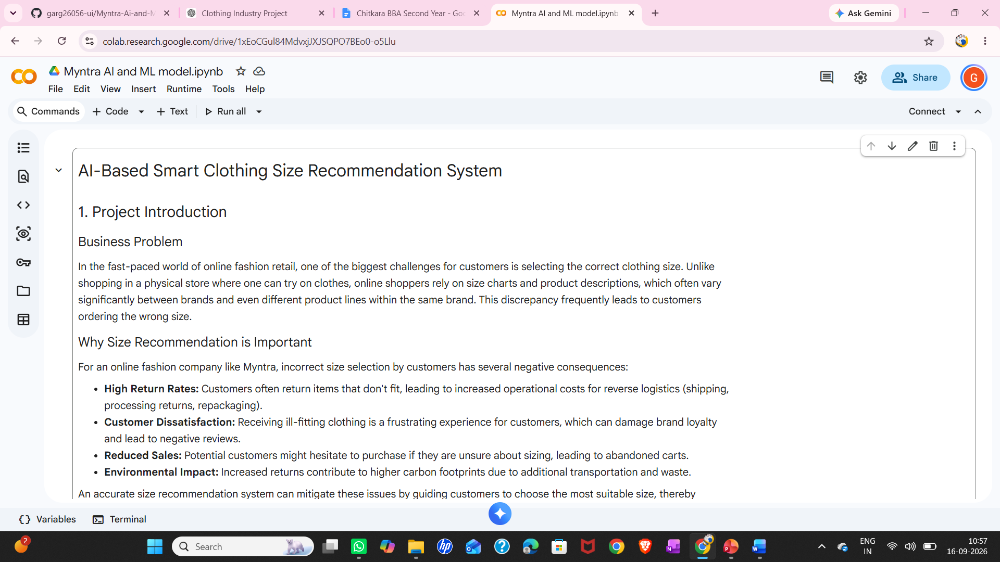 garg26056-ui/Myntra-Ai-and-M
Clothing Industry Project
Chitkara BBA Second Year - Goo
Myntra AI and ML model.ipynb
Ask Gemini
colab.research.google.com/drive/1xEoCGul84MdvxjJXJSQPO7BEo0-o5Llu
Myntra AI and ML model.ipynb
File Edit View Insert Runtime Tools Help
Share
G
Commands + Code + Text Run all Connect
AI-Based Smart Clothing Size Recommendation System
1. Project Introduction
Business Problem
In the fast-paced world of online fashion retail, one of the biggest challenges for customers is selecting the correct clothing size. Unlike
shopping in a physical store where one can try on clothes, online shoppers rely on size charts and product descriptions, which often vary
significantly between brands and even different product lines within the same brand. This discrepancy frequently leads to customers
ordering the wrong size.
Why Size Recommendation is Important
For an online fashion company like Myntra, incorrect size selection by customers has several negative consequences:
• High Return Rates: Customers often return items that don't fit, leading to increased operational costs for reverse logistics (shipping,
processing returns, repackaging).
• Customer Dissatisfaction: Receiving ill-fitting clothing is a frustrating experience for customers, which can damage brand loyalty
and lead to negative reviews.
• Reduced Sales: Potential customers might hesitate to purchase if they are unsure about sizing, leading to abandoned carts.
• Environmental Impact: Increased returns contribute to higher carbon footprints due to additional transportation and waste.
An accurate size recommendation system can mitigate these issues by guiding customers to choose the most suitable size, thereby
Variables Terminal
2
Search
hp
ENG
IN
10:57
16-09-2026